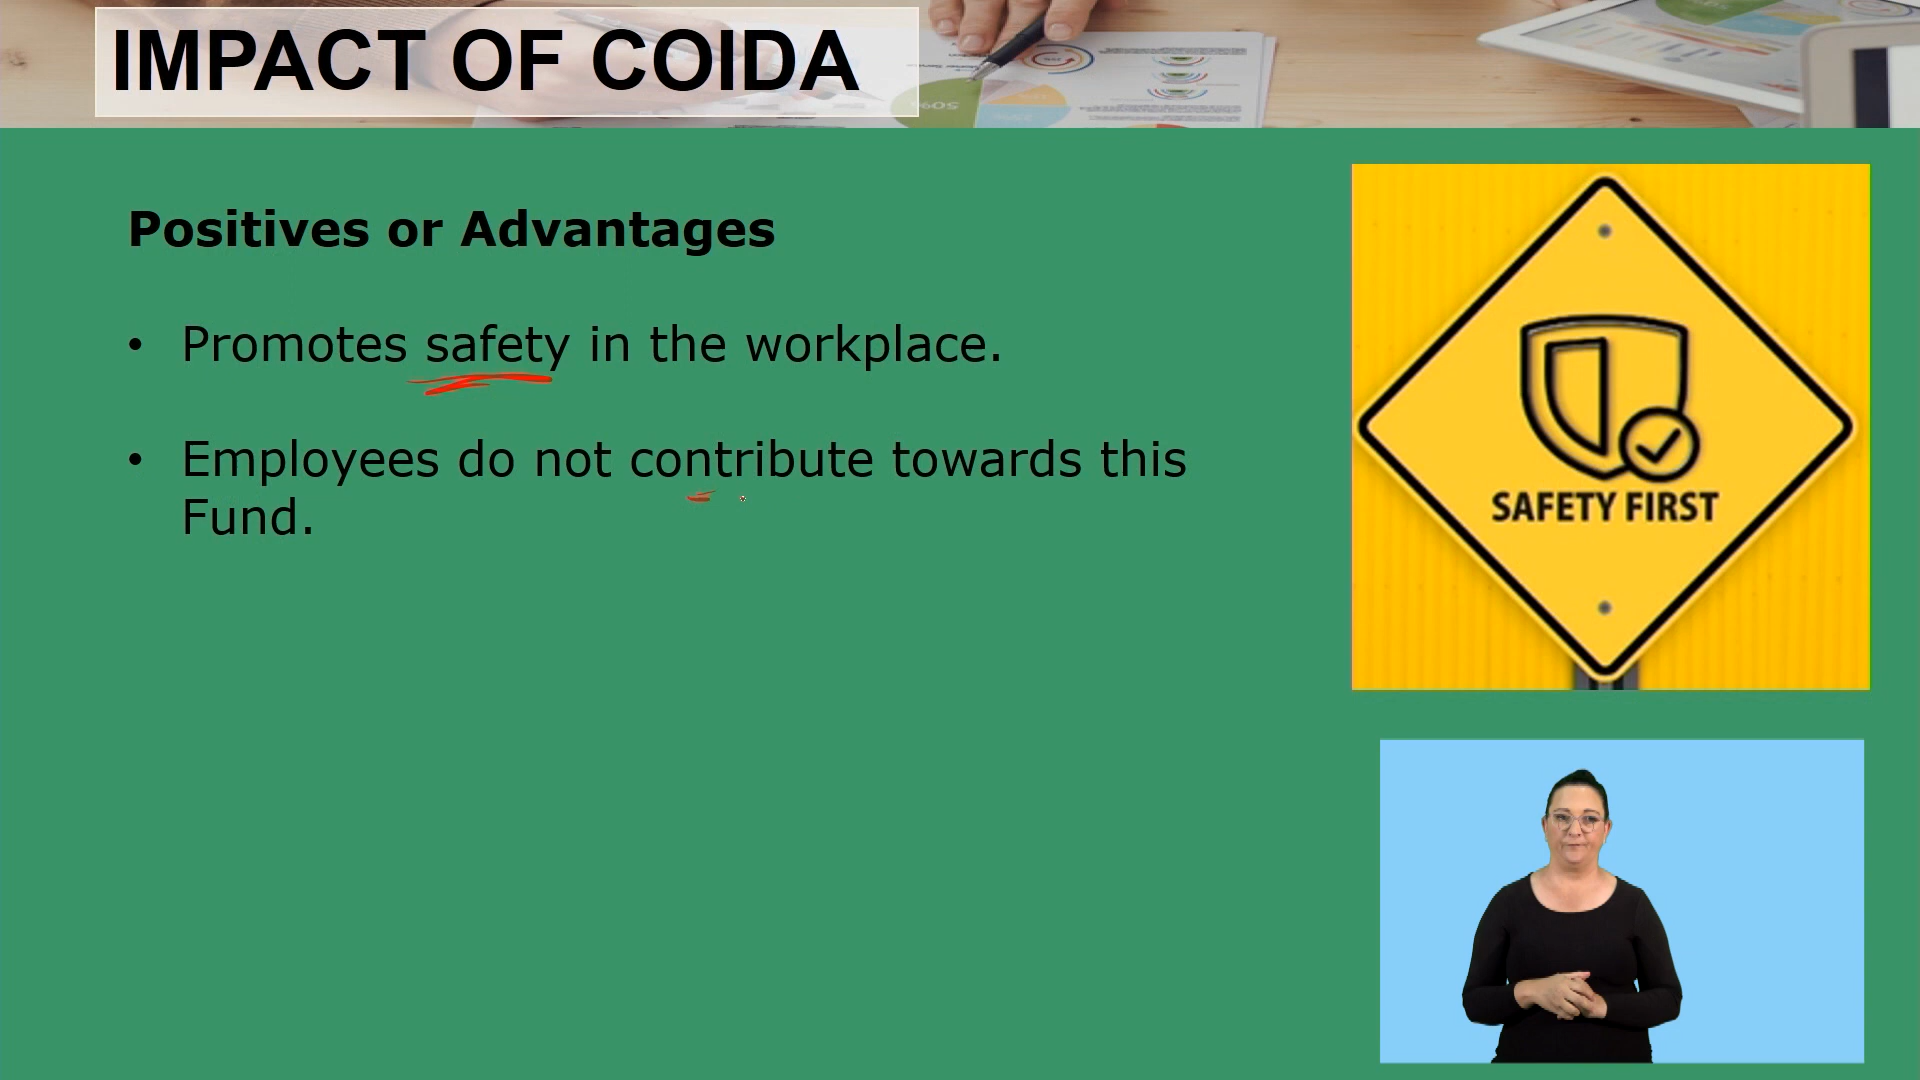 IMPACT OF COIDA
50%
Positives or Advantages
• Promotes safety in the workplace.
• Employees do not contribute towards this
Fund.
SAFETY FIRST